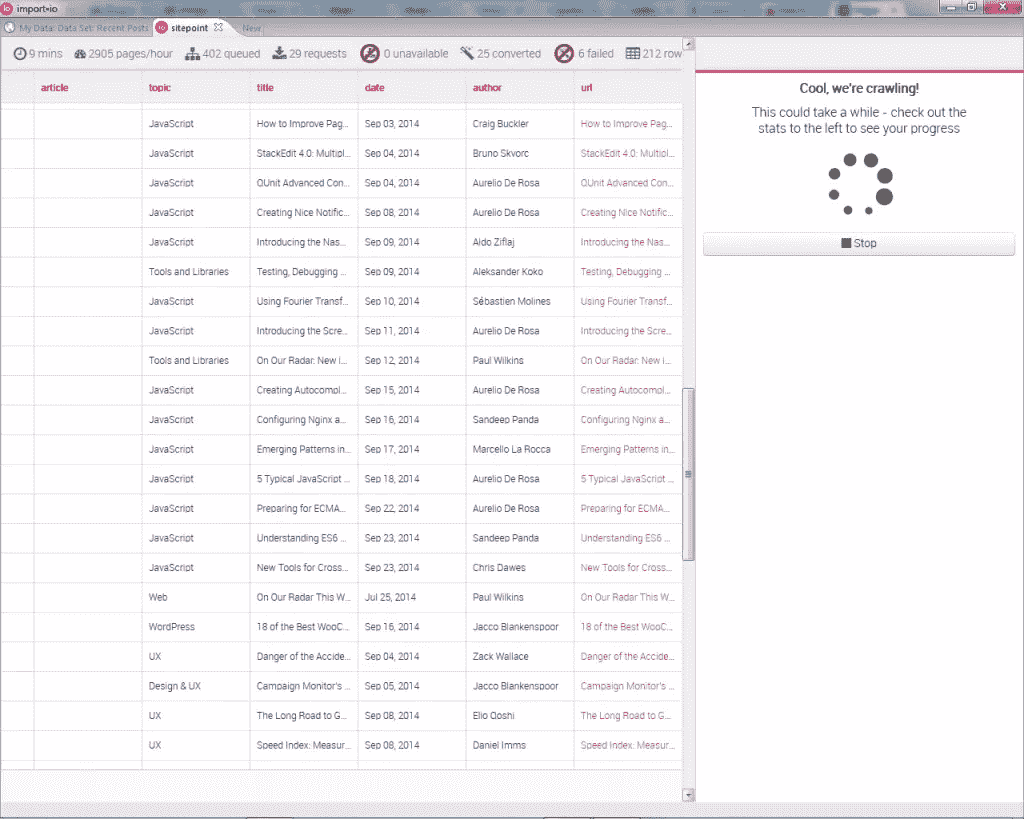 import•io
My Data: Data Set: Recent Posts sitepoint New
9 mins 2905 pages/hour 402 queued 29 requests 0 unavailable 25 converted 6 failed 212 row
article topic title date author url
JavaScript How to Improve Pag... Sep 03, 2014 Craig Buckler How to Improve Pag...
JavaScript StackEdit 4.0: Multipl... Sep 04, 2014 Bruno Skvorc StackEdit 4.0: Multipl...
JavaScript QUnit Advanced Con... Sep 04, 2014 Aurelio De Rosa QUnit Advanced Con...
JavaScript Creating Nice Notific... Sep 08, 2014 Aurelio De Rosa Creating Nice Notific...
JavaScript Introducing the Nas... Sep 09, 2014 Aldo Ziflaj Introducing the Nas...
Tools and Libraries Testing, Debugging ... Sep 09, 2014 Aleksander Koko Testing, Debugging ...
JavaScript Using Fourier Transf... Sep 10, 2014 Sébastien Molines Using Fourier Transf...
JavaScript Introducing the Scre... Sep 11, 2014 Aurelio De Rosa Introducing the Scre...
Tools and Libraries On Our Radar: New i... Sep 12, 2014 Paul Wilkins On Our Radar: New i...
JavaScript Creating Autocompl... Sep 15, 2014 Aurelio De Rosa Creating Autocompl...
JavaScript Configuring Nginx a... Sep 16, 2014 Sandeep Panda Configuring Nginx a...
JavaScript Emerging Patterns in... Sep 17, 2014 Marcello La Rocca Emerging Patterns in...
JavaScript 5 Typical JavaScript ... Sep 18, 2014 Aurelio De Rosa 5 Typical JavaScript ...
JavaScript Preparing for ECMA... Sep 22, 2014 Aurelio De Rosa Preparing for ECMA...
JavaScript Understanding ES6 ... Sep 23, 2014 Sandeep Panda Understanding ES6 ...
JavaScript New Tools for Cross... Sep 23, 2014 Chris Dawes New Tools for Cross...
Web On Our Radar This W... Jul 25, 2014 Paul Wilkins On Our Radar This W...
WordPress 18 of the Best WooC... Sep 16, 2014 Jacco Blankenspoor 18 of the Best WooC...
UX Danger of the Accide... Sep 04, 2014 Zack Wallace Danger of the Accide...
Design & UX Campaign Monitor's ... Sep 05, 2014 Jacco Blankenspoor Campaign Monitor's ...
UX The Long Road to G... Sep 08, 2014 Elio Qoshi The Long Road to G...
UX Speed Index: Measur... Sep 08, 2014 Daniel Imms Speed Index: Measur...
Cool, we're crawling!
This could take a while - check out the
stats to the left to see your progress
Stop